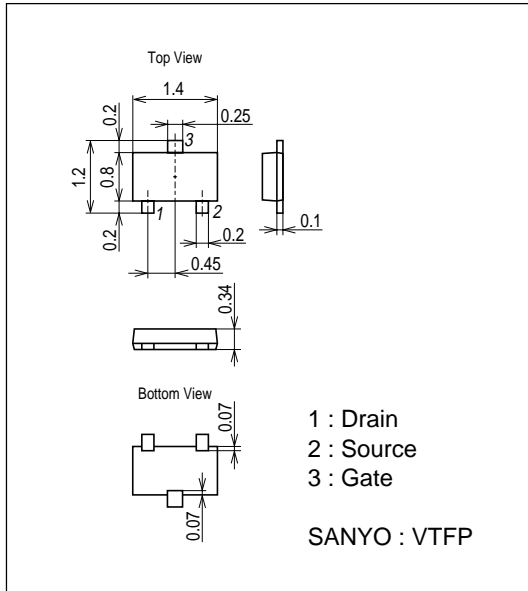 Top View
1.4
0.2
0.25
3
1.2
0.8
1
2
0.2
0.2
0.1
0.45
0.34
Bottom View
0.07
0.07
1 : Drain
2 : Source
3 : Gate
SANYO : VTFP